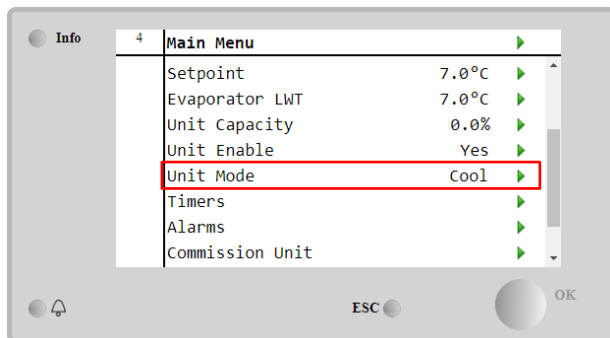 Info
4 Main Menu
Setpoint 7.0°C
Evaporator LWT 7.0°C
Unit Capacity 0.0%
Unit Enable Yes
Unit Mode Cool
Timers
Alarms
Commission Unit
ESC
OK